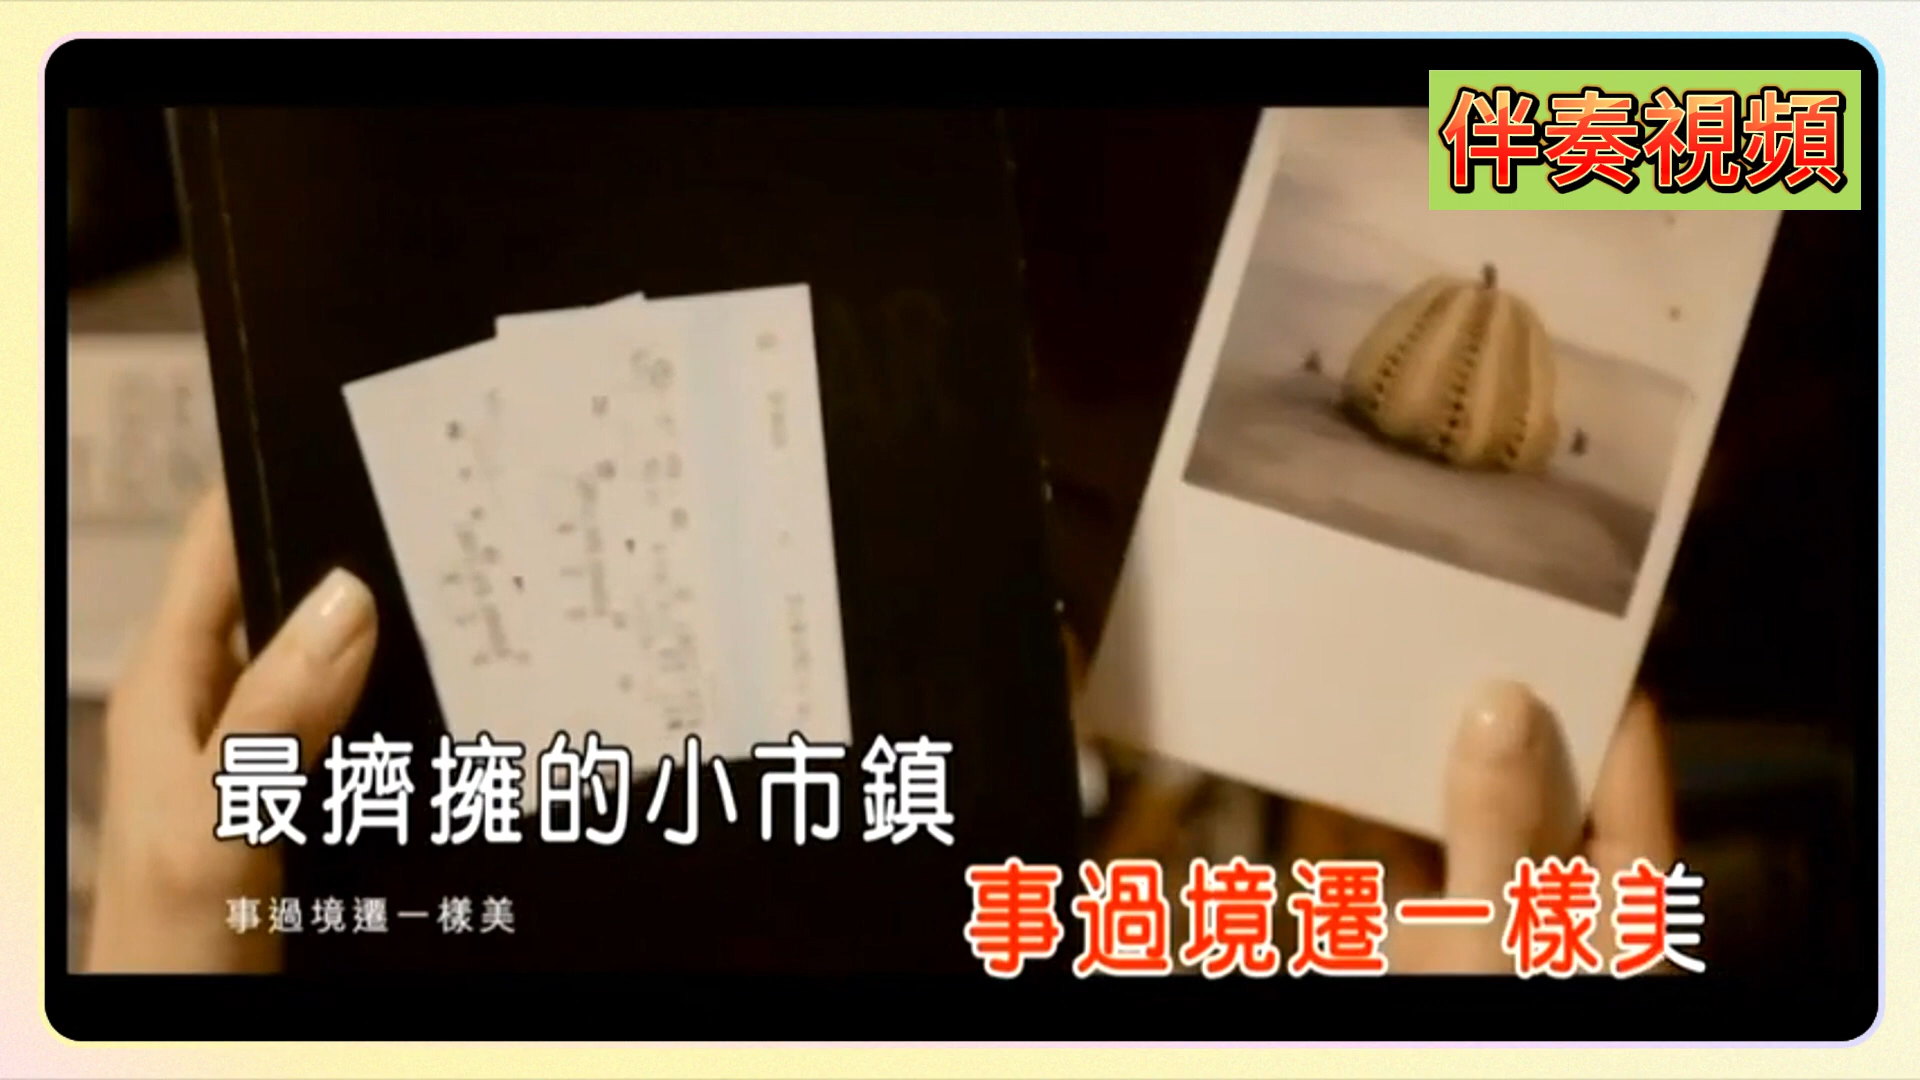 伴奏視頻
最擠擁的小市鎮
事過境遷一樣美
事過境遷一樣美